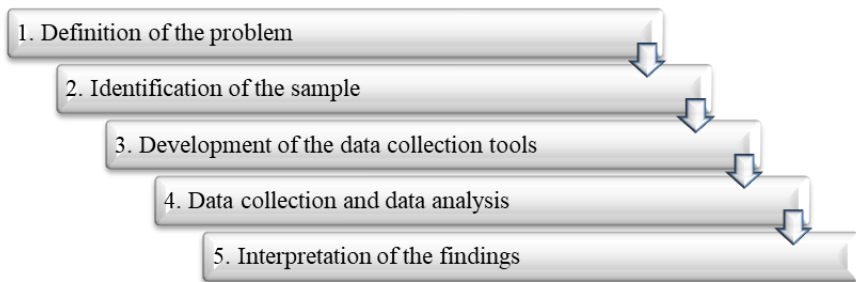 1. Definition of the problem
2. Identification of the sample
3. Development of the data collection tools
4. Data collection and data analysis
5. Interpretation of the findings